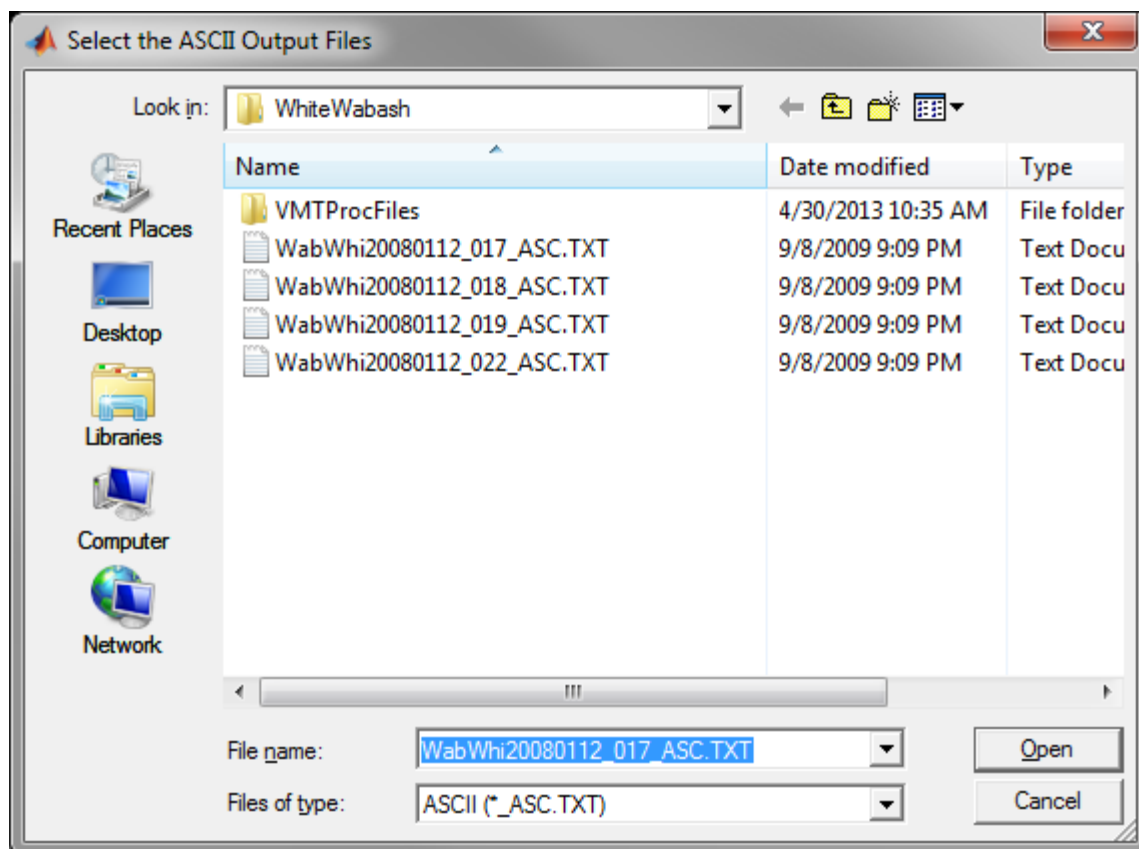 Select the ASCII Output Files
Look in: WhiteWabash
Name Date modified Type
VMTProcFiles 4/30/2013 10:35 AM File folder
WabWhi20080112_017_ASC.TXT 9/8/2009 9:09 PM Text Docu
WabWhi20080112_018_ASC.TXT 9/8/2009 9:09 PM Text Docu
WabWhi20080112_019_ASC.TXT 9/8/2009 9:09 PM Text Docu
WabWhi20080112_022_ASC.TXT 9/8/2009 9:09 PM Text Docu
Recent Places
Desktop
Libraries
Computer
Network
File name: WabWhi20080112_017_ASC.TXT Open
Files of type: ASCII (*_ASC.TXT) Cancel